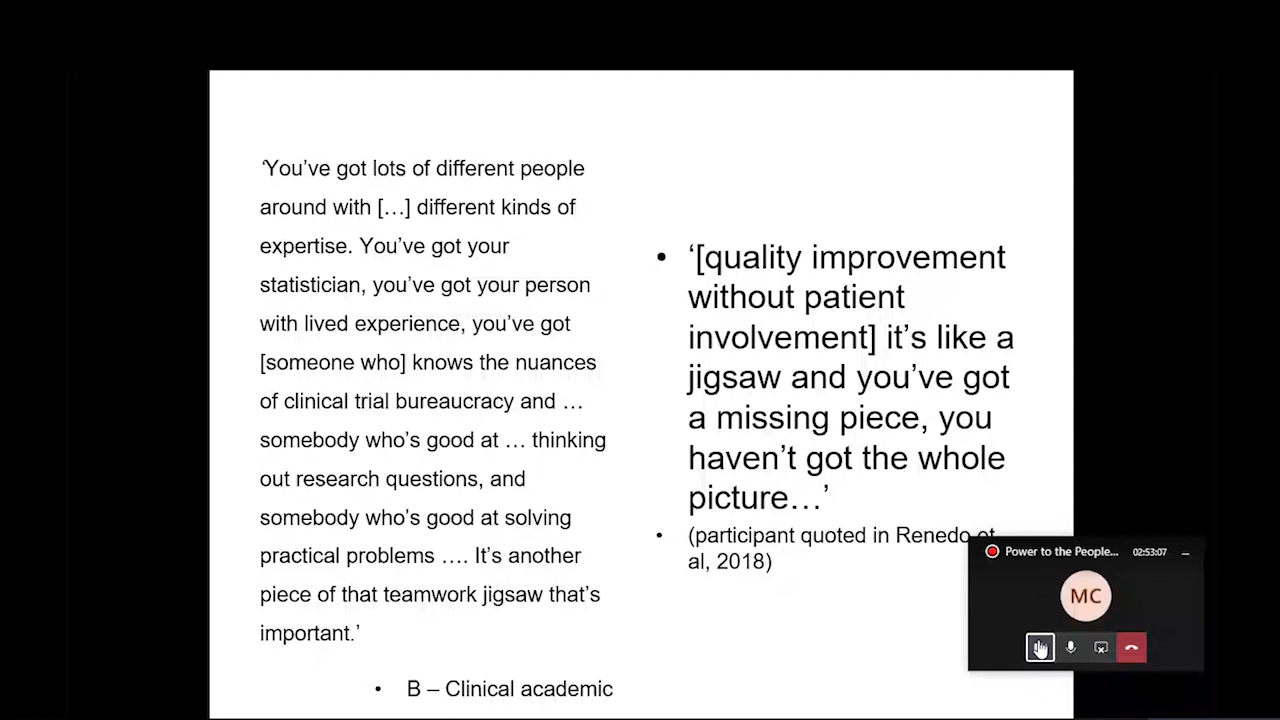 ‘You’ve got lots of different people
around with […] different kinds of
expertise. You’ve got your
statistician, you’ve got your person
with lived experience, you’ve got
[someone who] knows the nuances
of clinical trial bureaucracy and …
somebody who’s good at … thinking
out research questions, and
somebody who’s good at solving
practical problems …. It’s another
piece of that teamwork jigsaw that’s
important.’
• B – Clinical academic
• ‘[quality improvement
without patient
involvement] it’s like a
jigsaw and you’ve got
a missing piece, you
haven’t got the whole
picture…’
• (participant quoted in Renedo et
al, 2018)
Power to the People... 02:53:07
MC